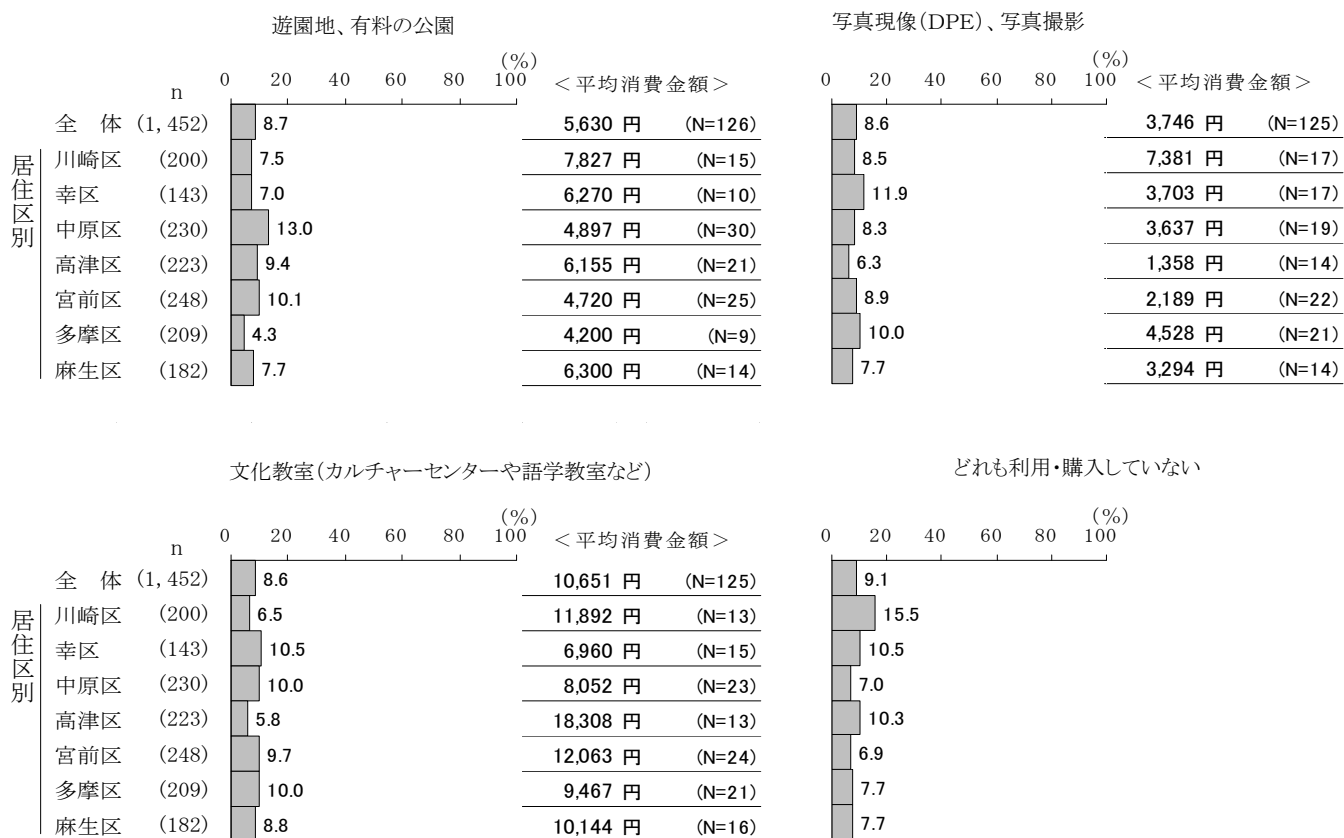 遊園地、有料の公園
(%)
0 20 40 60 80 100 <平均消費金額>
n
全 体 (1,452) 8.7 5,630 円 (N=126)
居住区別
川崎区 (200) 7.5 7,827 円 (N=15)
幸区 (143) 7.0 6,270 円 (N=10)
中原区 (230) 13.0 4,897 円 (N=30)
高津区 (223) 9.4 6,155 円 (N=21)
宮前区 (248) 10.1 4,720 円 (N=25)
多摩区 (209) 4.3 4,200 円 (N=9)
麻生区 (182) 7.7 6,300 円 (N=14)
写真現像(DPE)、写真撮影
(%)
0 20 40 60 80 100 <平均消費金額>
8.6 3,746 円 (N=125)
8.5 7,381 円 (N=17)
11.9 3,703 円 (N=17)
8.3 3,637 円 (N=19)
6.3 1,358 円 (N=14)
8.9 2,189 円 (N=22)
10.0 4,528 円 (N=21)
7.7 3,294 円 (N=14)
文化教室(カルチャーセンターや語学教室など)
(%)
0 20 40 60 80 100 <平均消費金額>
n
全 体 (1,452) 8.6 10,651 円 (N=125)
居住区別
川崎区 (200) 6.5 11,892 円 (N=13)
幸区 (143) 10.5 6,960 円 (N=15)
中原区 (230) 10.0 8,052 円 (N=23)
高津区 (223) 5.8 18,308 円 (N=13)
宮前区 (248) 9.7 12,063 円 (N=24)
多摩区 (209) 10.0 9,467 円 (N=21)
麻生区 (182) 8.8 10,144 円 (N=16)
どれも利用・購入していない
(%)
0 20 40 60 80 100
9.1
15.5
10.5
7.0
10.3
6.9
7.7
7.7